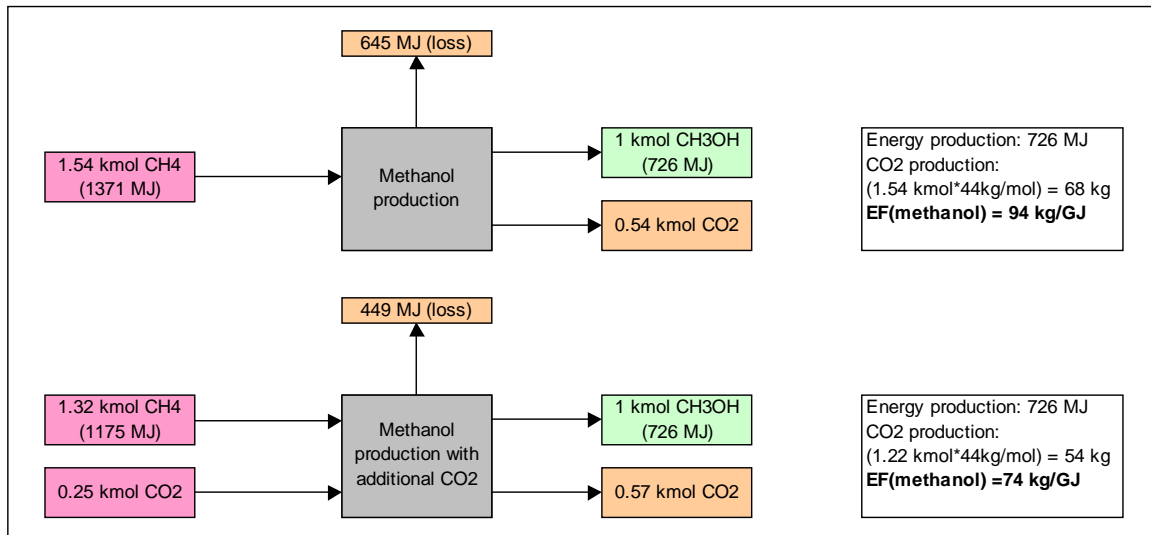 645 MJ (loss)
1.54 kmol CH4
(1371 MJ)
Methanol
production
1 kmol CH3OH
(726 MJ)
0.54 kmol CO2
Energy production: 726 MJ
CO2 production:
(1.54 kmol*44kg/mol) = 68 kg
EF(methanol) = 94 kg/GJ
449 MJ (loss)
1.32 kmol CH4
(1175 MJ)
0.25 kmol CO2
Methanol
production with
additional CO2
1 kmol CH3OH
(726 MJ)
0.57 kmol CO2
Energy production: 726 MJ
CO2 production:
(1.22 kmol*44kg/mol) = 54 kg
EF(methanol) =74 kg/GJ